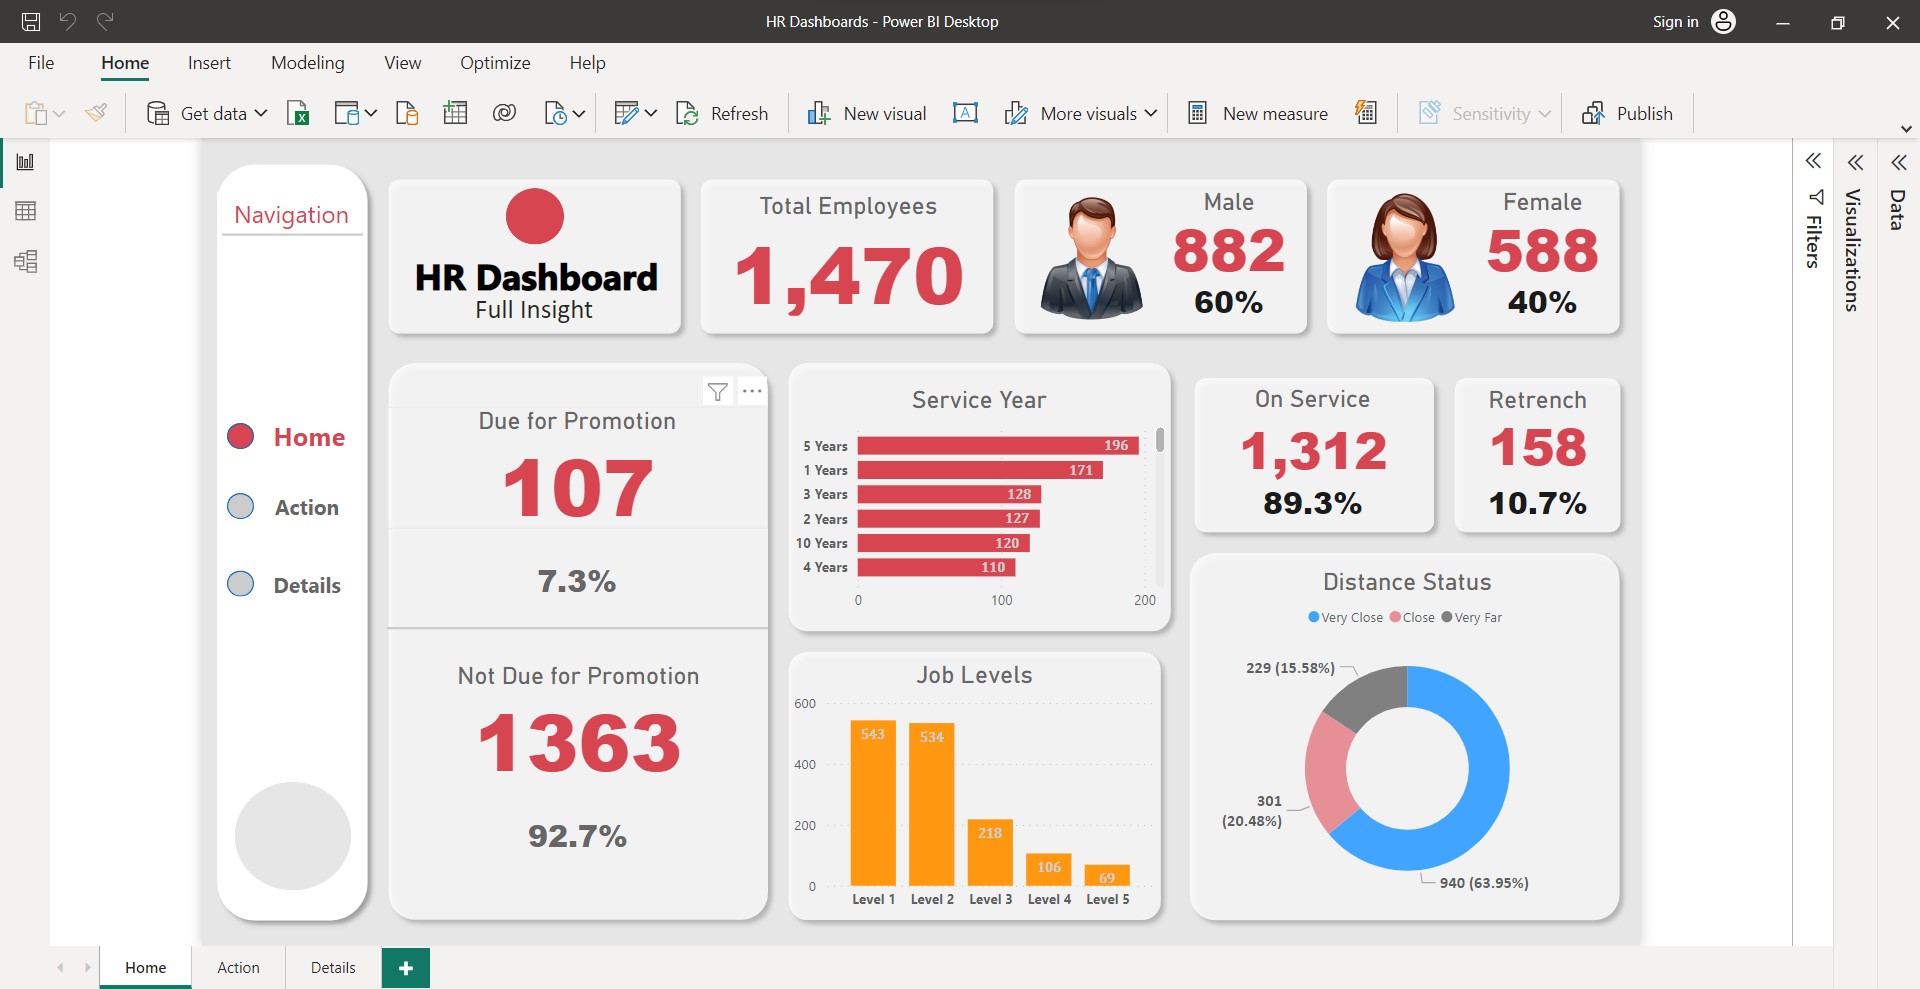 HR Dashboards - Power BI Desktop
Sign in
File Home Insert Modeling View Optimize Help
Get data Refresh New visual More visuals New measure Sensitivity Publish
Navigation
Home
Action
Details
HR Dashboard
Full Insight
Total Employees
1,470
Male
882
60%
Female
588
40%
Due for Promotion
107
7.3%
Not Due for Promotion
1363
92.7%
Service Year
5 Years 196
1 Years 171
3 Years 128
2 Years 127
10 Years 120
4 Years 110
0 100 200
Job Levels
600
400
200
0
543 534 218 106 69
Level 1 Level 2 Level 3 Level 4 Level 5
On Service
1,312
89.3%
Retrench
158
10.7%
Distance Status
Very Close Close Very Far
229 (15.58%)
301
(20.48%)
940 (63.95%)
Filters
Visualizations
Data
Home Action Details